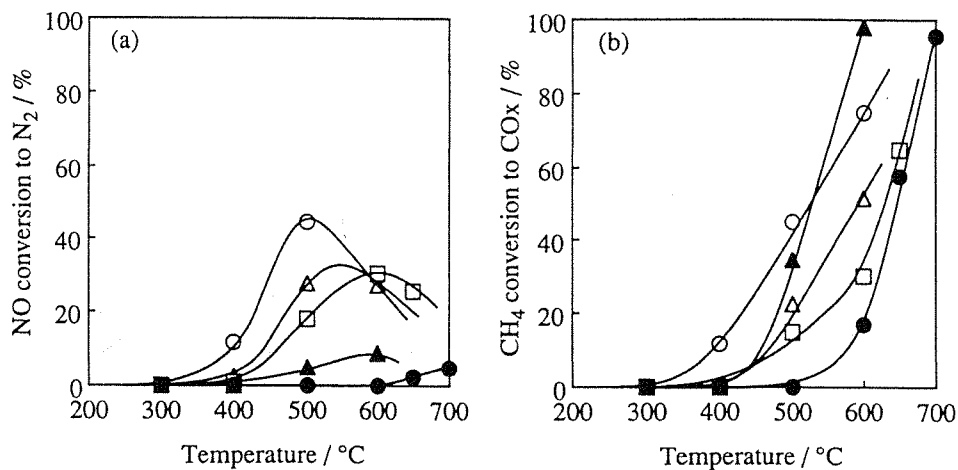 (a)
NO conversion to N2 / %
100
80
60
40
20
0
200 300 400 500 600 700
Temperature / °C
(b)
CH4 conversion to COx / %
100
80
60
40
20
0
200 300 400 500 600 700
Temperature / °C